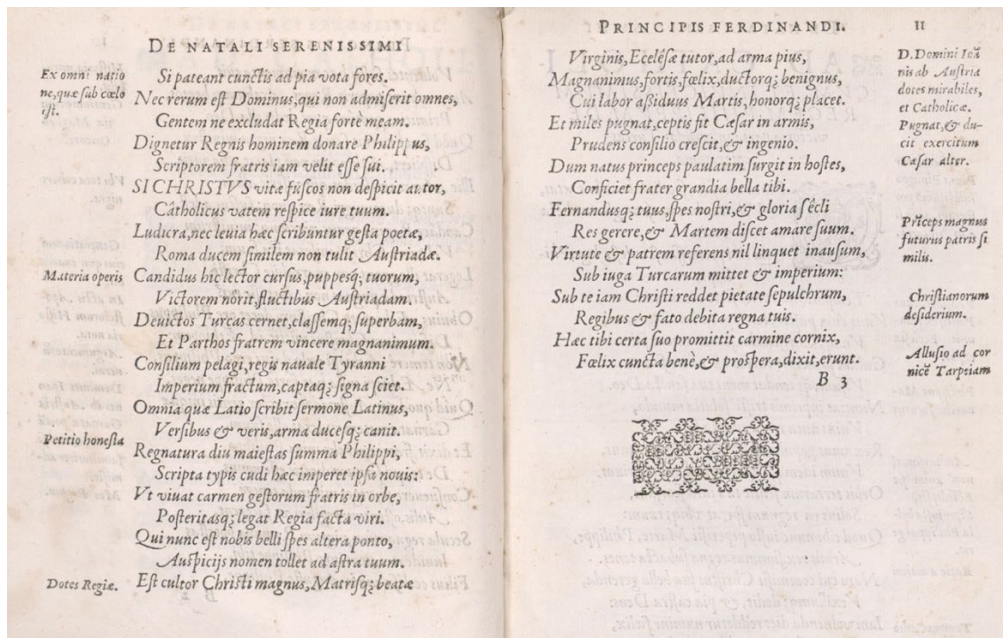 DE NATALI SERENISSIMI
Ex omni natio
ne, quæ sub cœlo
est.
Si pateant cunctis ad pia vota fores.
Nec rerum est Dominus, qui non admiserit omnes,
Gentem ne excludat Regia fortè meam.
Dignetur Regnis hominem donare Philippus,
Scriptorem fratris iam velit esse sui.
SI CHRISTVS vitæ fuscos non despicit autor,
Câtholicus vatem respice iure tuum.
Ludicra, nec levia hæc scribuntur gesta poetæ,
Roma ducem similem non tulit Austriadæ.
Materia operis
Candidus hic lector cursus, puppesq; tuorum,
Victorem norit, fluctibus Austriadam.
Devictos Turcas cernet, classemq; superbam,
Et Parthos fratrem vincere magnanimum.
Consilium pelagi, regis navale Tyranni
Imperium fractum, captaq; signa sciet.
Omnia quæ Latio scribit sermone Latinus,
Versibus & veris, arma ducesq; canit.
Petitio honesta
Regnatura diu maiestas summa Philippi,
Scripta typis cudi hæc imperet ipsa novis:
Vt vivat carmen gestorum fratris in orbe,
Posteritasq; legat Regia facta viri.
Qui nunc est nobis belli spes altera ponto,
Auspicijs nomen tollet ad astra tuum.
Dotes Regiæ.
Est cultor Christi magnus, Matrisq; beatæ
PRINCIPIS FERDINANDI.
11
Virginis, Ecclesæ tutor, ad arma pius,
Magnanimus, fortis, fœlix, ductorq; benignus,
Cui labor assiduus Martis, honorq; placet.
Et miles pugnat, ceptis fit Cæsar in armis,
Prudens consilio crescit, & ingenio.
Dum natus princeps paulatim surgit in hostes,
Conficiet frater grandia bella tibi.
Fernandusq; tuus, spes nostri, & gloria sęcli
Res gerere, & Martem discet amare suum.
Virtute & patrem referens nil linquet inausum,
Sub iuga Turcarum mittet & imperium:
Sub te iam Christi reddet pietate sepulchrum,
Regibus & fato debita regna tuis.
Hæc tibi certa suo promittit carmine cornix,
Fœlix cuncta benè, & prospera, dixit, erunt.
B 3
D. Domini Ioã
nis ab Austria
dotes mirabiles,
et Catholicæ.
Pugnat, & du-
cit exercitum
Cæsar alter.
Prīceps magnus
futurus patris si
milis.
Christianorum
desiderium.
Allusio ad cor
nicē Tarpeiam